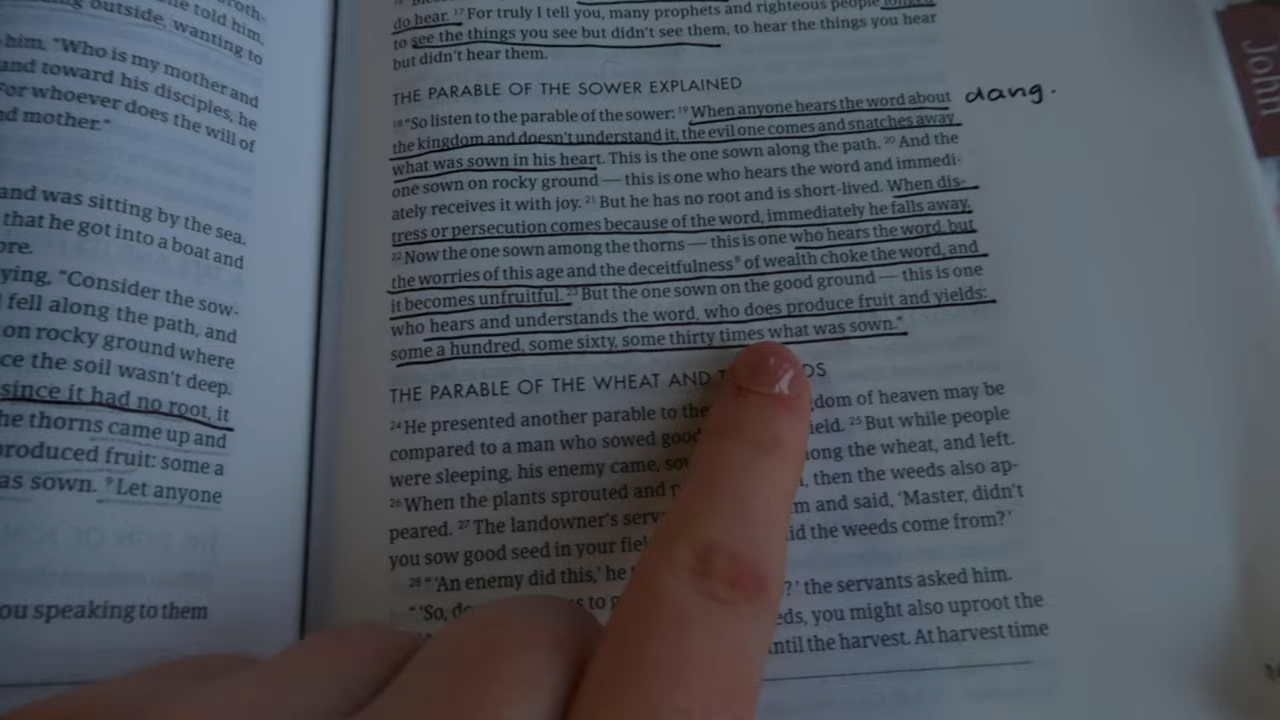 outside, wanting to
told him,
him, "Who is my mother and
and toward his disciples, he
For whoever does the will of
nd mother."
and was sitting by the sea.
that he got into a boat and
ore.
ying, "Consider the sow-
fell along the path, and
on rocky ground where
ce the soil wasn't deep.
since it had no root, it
he thorns came up and
roduced fruit: some a
as sown. 9 Let anyone
ou speaking to them
do hear. 17 For truly I tell you, many prophets and righteous people longed
to see the things you see but didn't see them, to hear the things you hear
but didn't hear them.
THE PARABLE OF THE SOWER EXPLAINED
18 "So listen to the parable of the sower: 19 When anyone hears the word about
the kingdom and doesn't understand it, the evil one comes and snatches away
what was sown in his heart. This is the one sown along the path. 20 And the
one sown on rocky ground — this is one who hears the word and immedi-
ately receives it with joy. 21 But he has no root and is short-lived. When dis-
tress or persecution comes because of the word, immediately he falls away.
22 Now the one sown among the thorns — this is one who hears the word, but
the worries of this age and the deceitfulness of wealth choke the word, and
it becomes unfruitful. 23 But the one sown on the good ground — this is one
who hears and understands the word, who does produce fruit and yields:
some a hundred, some sixty, some thirty times what was sown."
dang.
THE PARABLE OF THE WHEAT AND
24 He presented another parable to the dom of heaven may be
compared to a man who sowed good ield. 25 But while people
were sleeping, his enemy came, so ong the wheat, and left.
26 When the plants sprouted and then the weeds also ap-
peared. 27 The landowner's serv m and said, 'Master, didn't
you sow good seed in your fiel id the weeds come from?'
28 "'An enemy did this,' he
"'So, do s to g ?' the servants asked him.
eds, you might also uproot the
ntil the harvest. At harvest time
John